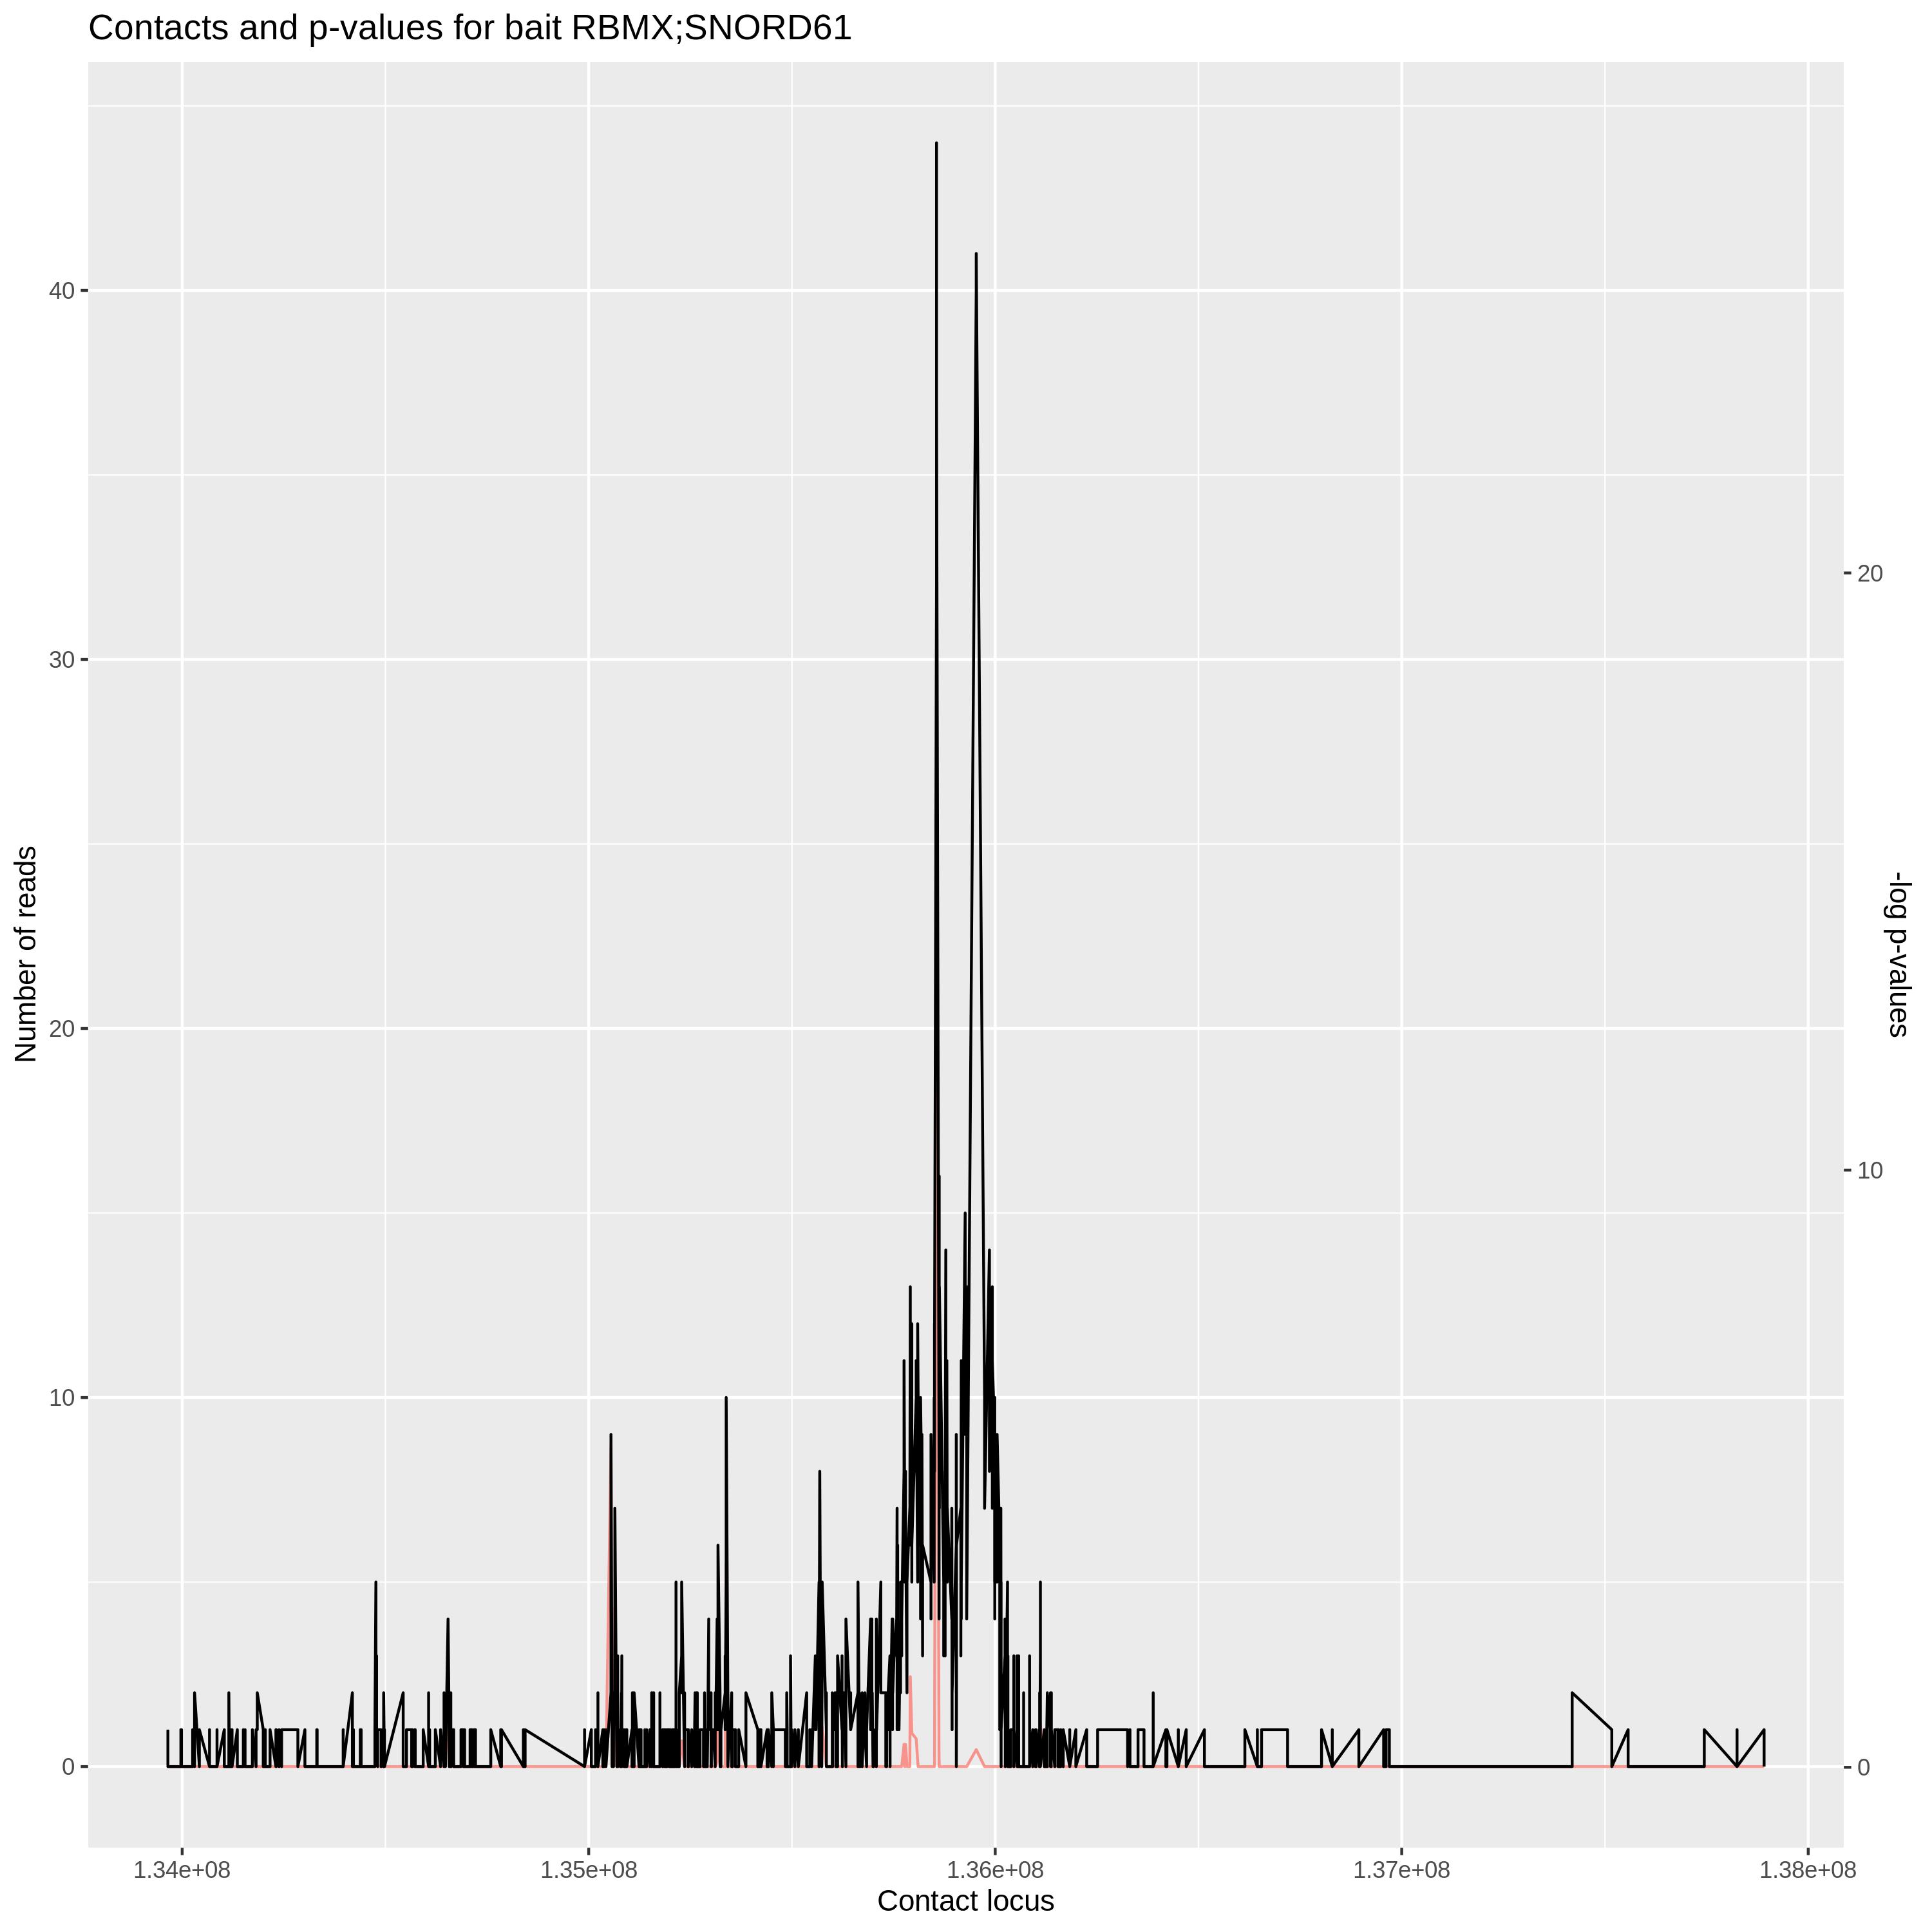 Contacts and p-values for bait RBMX;SNORD61
Number of reads
40
30
20
10
0
20
10
0
-log p-values
1.34e+08
1.35e+08
1.36e+08
1.37e+08
1.38e+08
Contact locus